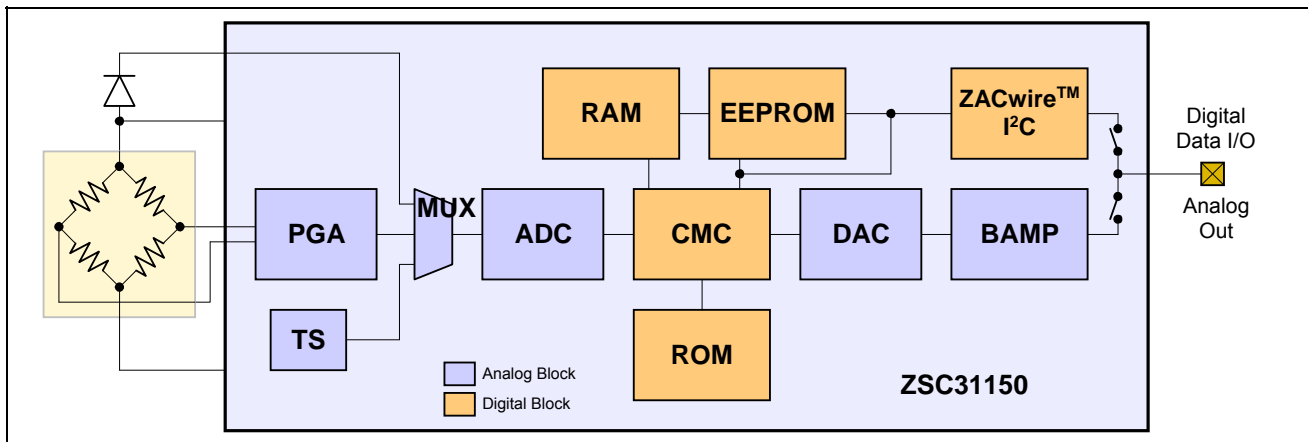 RAM
EEPROM
ZACwire™
I²C
Digital
Data I/O
Analog
Out
PGA
MUX
ADC
CMC
DAC
BAMP
TS
ROM
Analog Block
Digital Block
ZSC31150